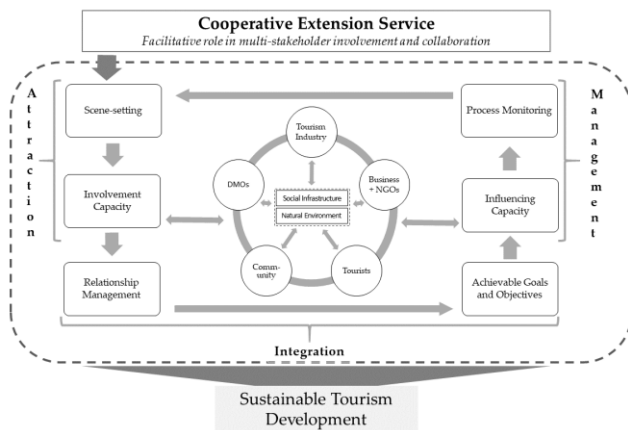 Cooperative Extension Service
Facilitative role in multi-stakeholder involvement and collaboration
Attraction
Scene-setting
Involvement
Capacity
Relationship
Management
Tourism
Industry
DMOs
Business
+ NGOs
Social Infrastructure
Natural Environment
Comm-
unity
Tourists
Process Monitoring
Influencing
Capacity
Achievable Goals
and Objectives
Management
Integration
Sustainable Tourism
Development